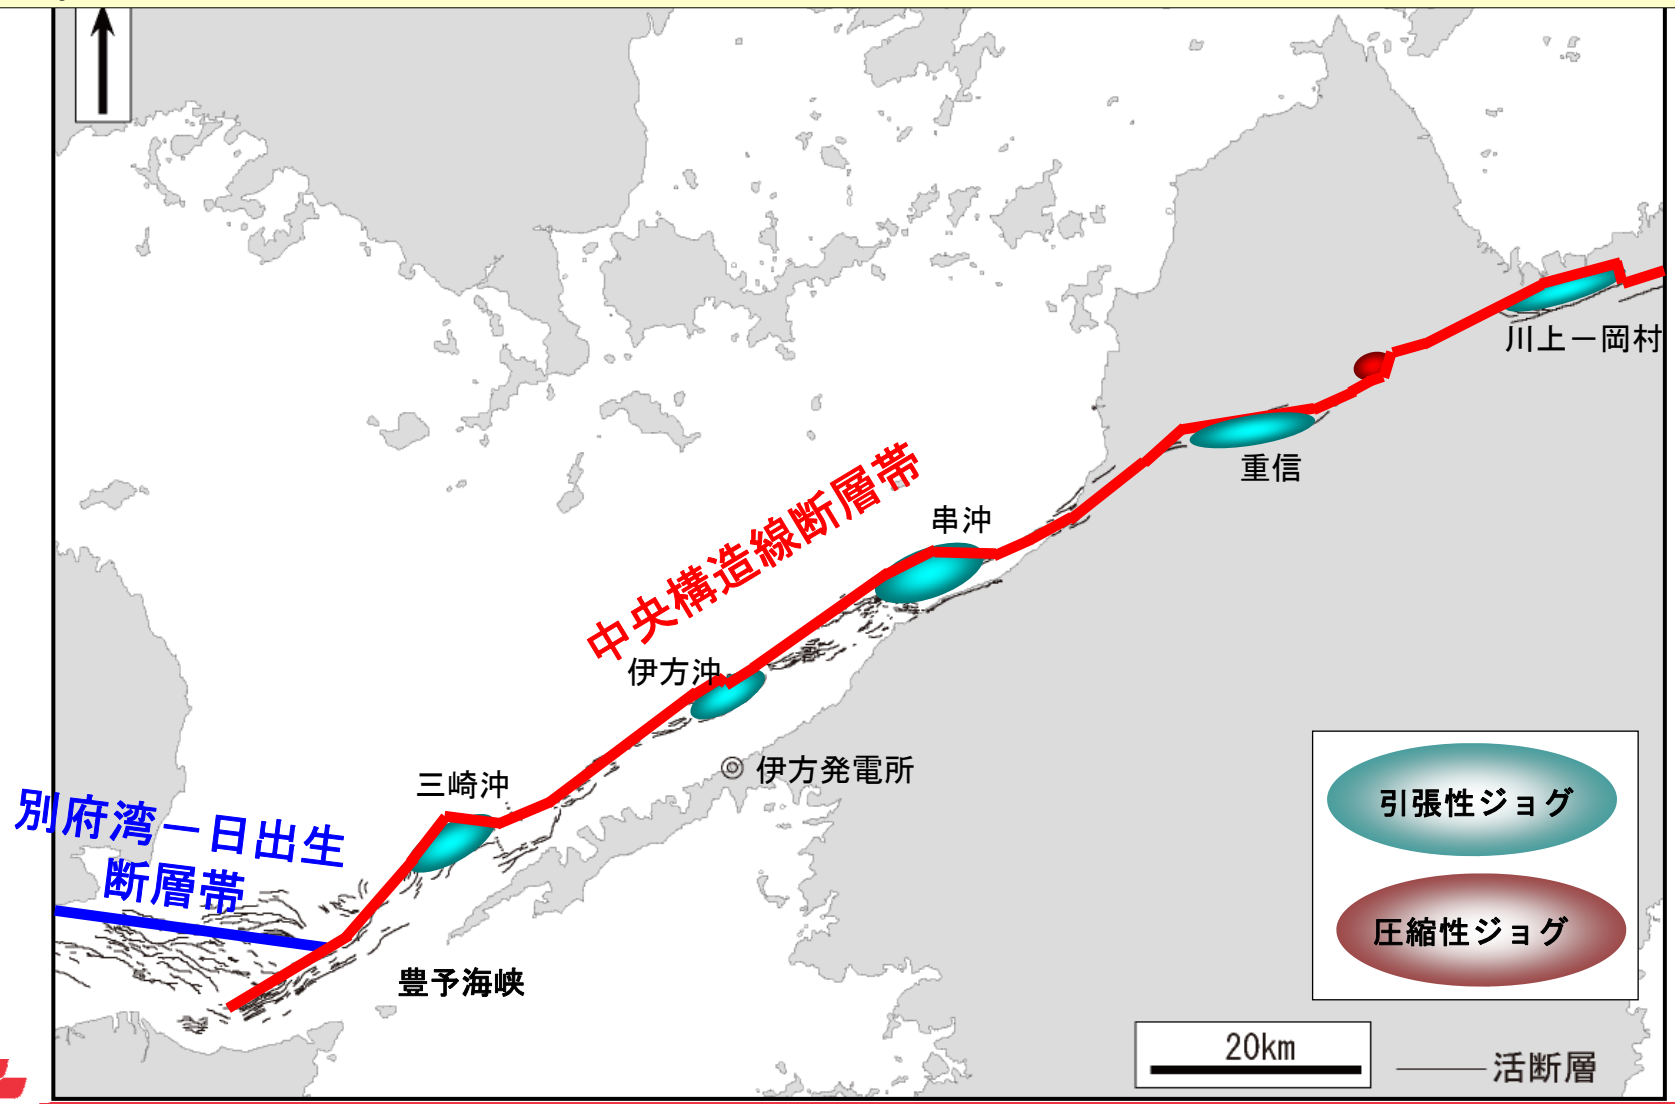 川上－岡村
重信
串沖
中央構造線断層帯
伊方沖
伊方発電所
三崎沖
別府湾－日出生
断層帯
豊予海峡
引張性ジョグ
圧縮性ジョグ
20km
活断層